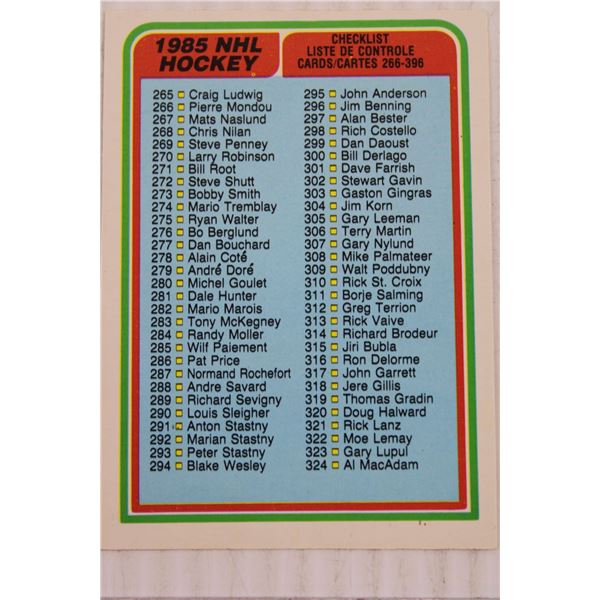 1985 NHL
HOCKEY
CHECKLIST
LISTE DE CONTROLE
CARDS/CARTES 266-396
265 Craig Ludwig
266 Pierre Mondou
267 Mats Naslund
268 Chris Nilan
269 Steve Penney
270 Larry Robinson
271 Bill Root
272 Steve Shutt
273 Bobby Smith
274 Mario Tremblay
275 Ryan Walter
276 Bo Berglund
277 Dan Bouchard
278 Alain Coté
279 André Doré
280 Michel Goulet
281 Dale Hunter
282 Mario Marois
283 Tony McKegney
284 Randy Moller
285 Wilf Paiement
286 Pat Price
287 Normand Rochefort
288 Andre Savard
289 Richard Sevigny
290 Louis Sleigher
291 Anton Stastny
292 Marian Stastny
293 Peter Stastny
294 Blake Wesley
295 John Anderson
296 Jim Benning
297 Alan Bester
298 Rich Costello
299 Dan Daoust
300 Bill Derlago
301 Dave Farrish
302 Stewart Gavin
303 Gaston Gingras
304 Jim Korn
305 Gary Leeman
306 Terry Martin
307 Gary Nylund
308 Mike Palmateer
309 Walt Poddubny
310 Rick St. Croix
311 Borje Salming
312 Greg Terrion
313 Rick Vaive
314 Richard Brodeur
315 Jiri Bubla
316 Ron Delorme
317 John Garrett
318 Jere Gillis
319 Thomas Gradin
320 Doug Halward
321 Rick Lanz
322 Moe Lemay
323 Gary Lupul
324 Al MacAdam